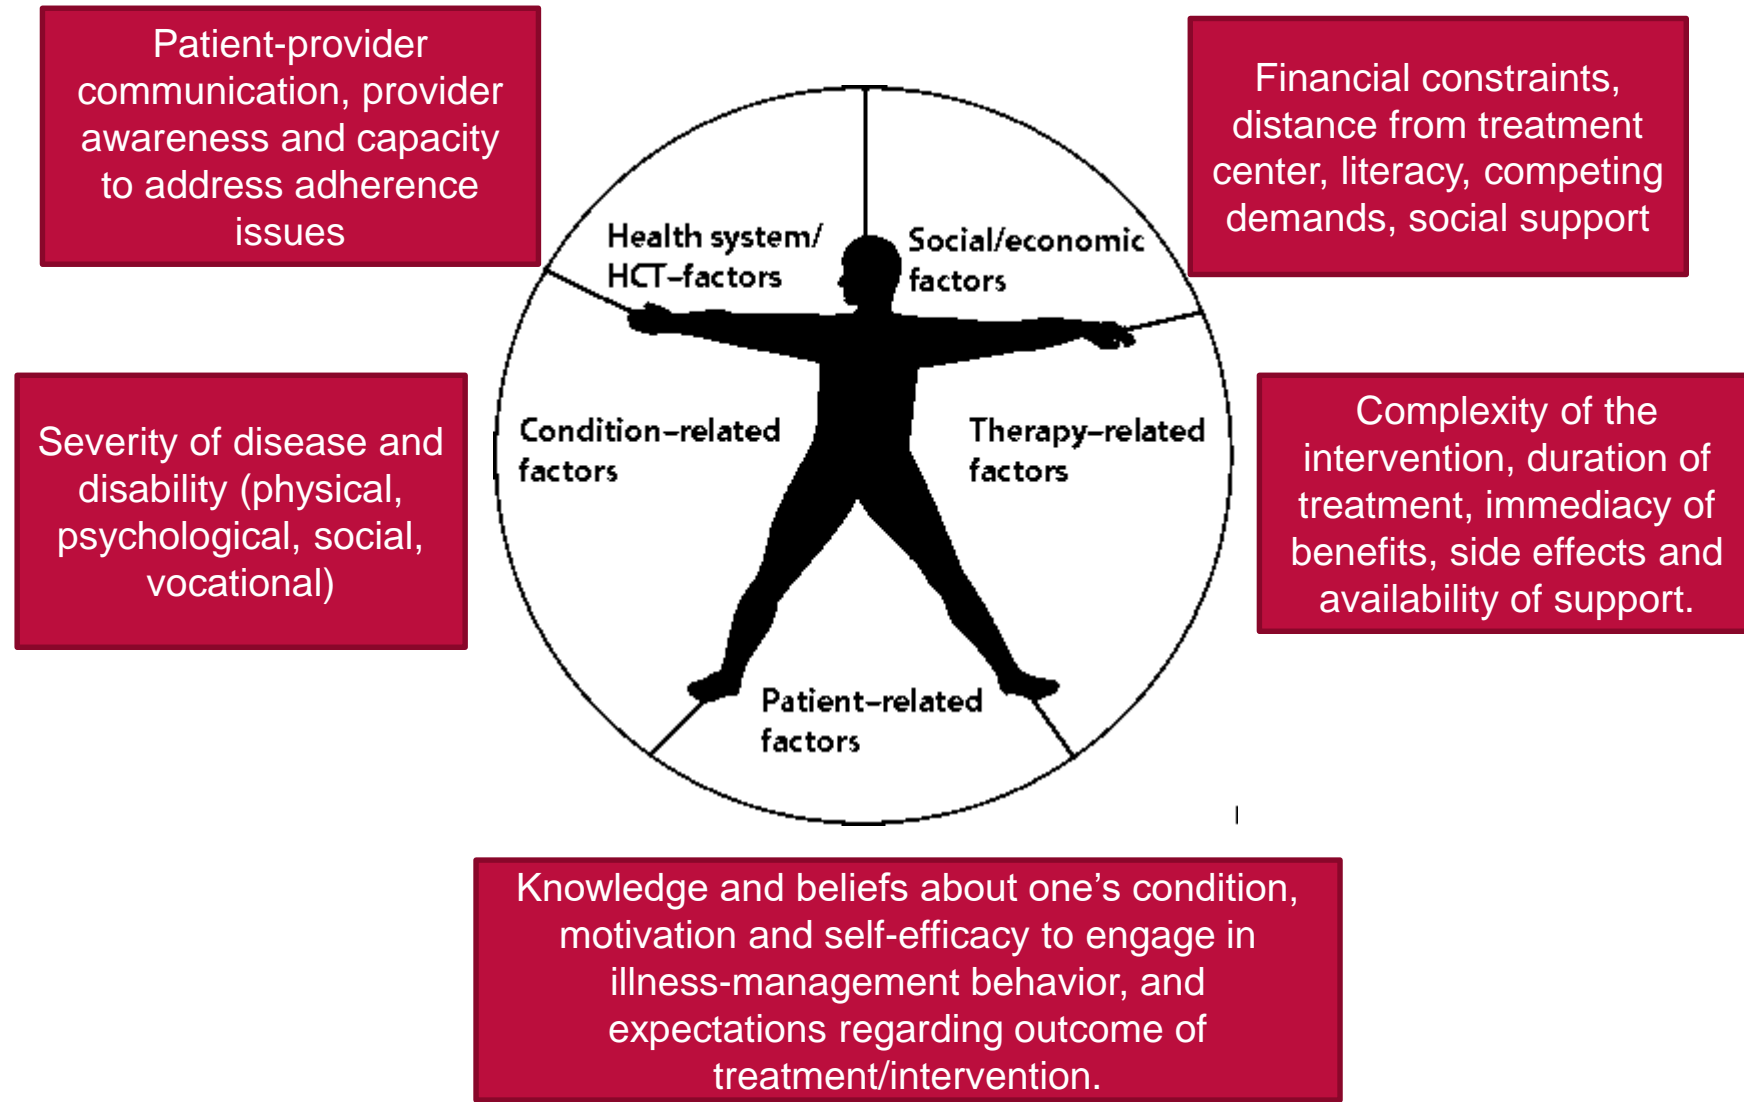 Patient-provider
communication, provider
awareness and capacity
to address adherence
issues
Financial constraints,
distance from treatment
center, literacy, competing
demands, social support
Health system/
HCT–factors
Social/economic
factors
Severity of disease and
disability (physical,
psychological, social,
vocational)
Condition–related
factors
Therapy–related
factors
Complexity of the
intervention, duration of
treatment, immediacy of
benefits, side effects and
availability of support.
Patient–related
factors
Knowledge and beliefs about one’s condition,
motivation and self-efficacy to engage in
illness-management behavior, and
expectations regarding outcome of
treatment/intervention.